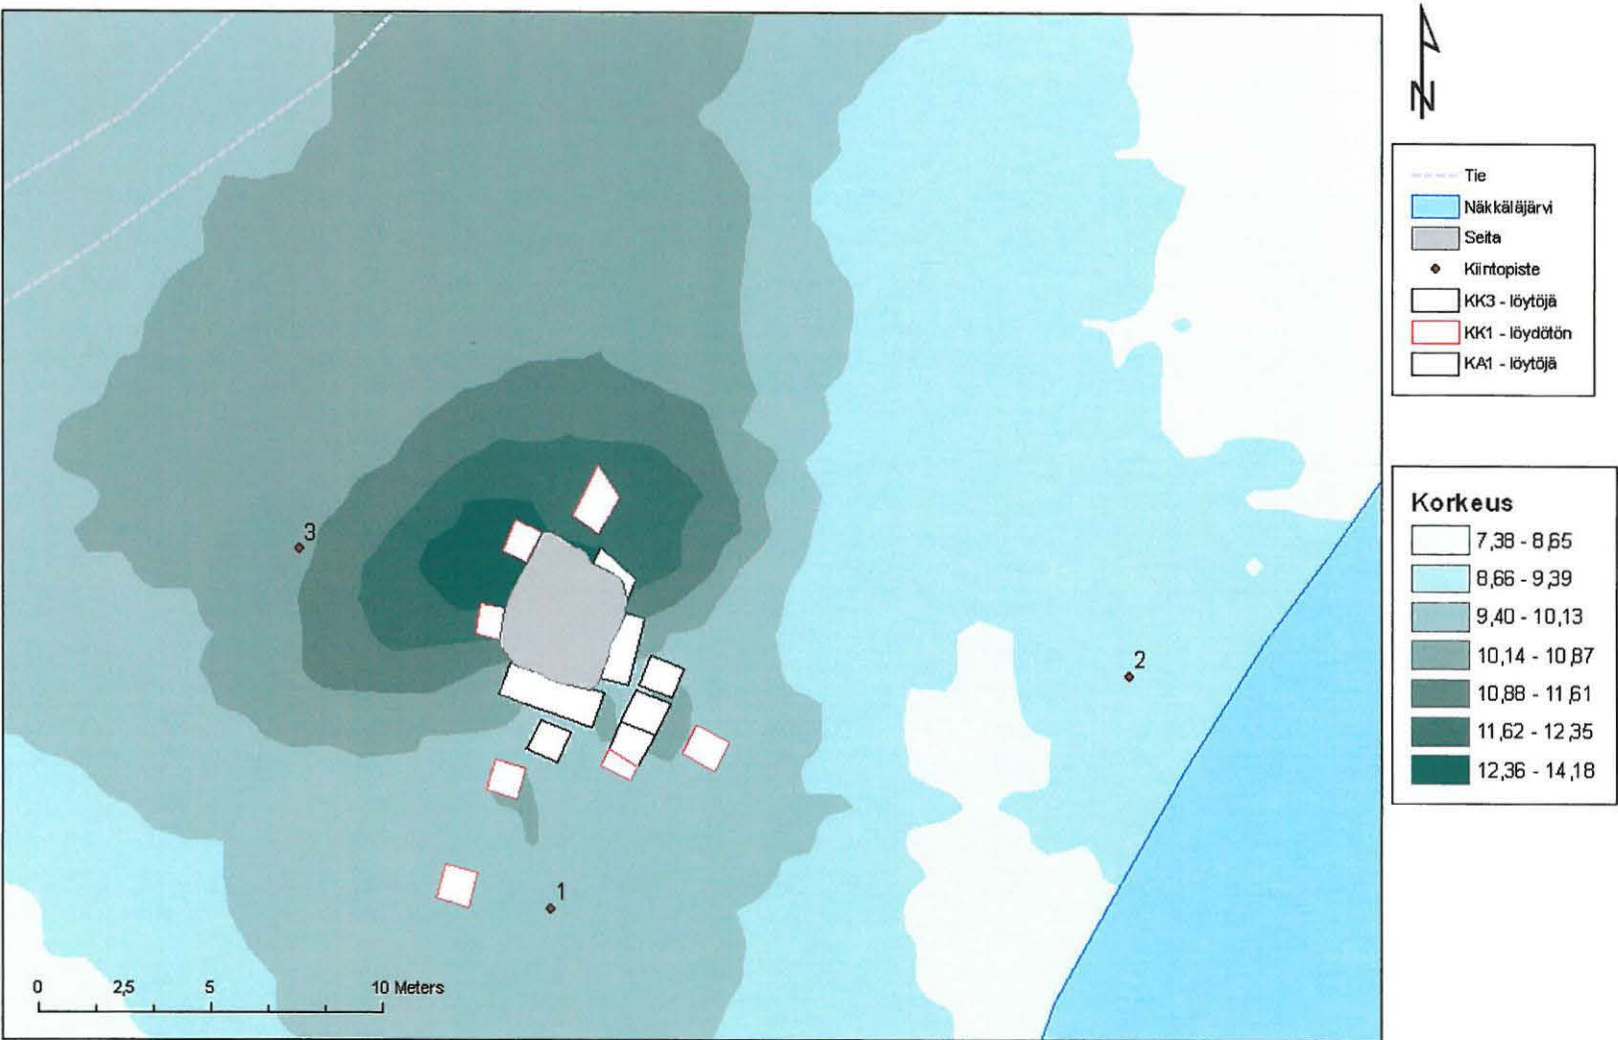 N
Tie
Näkkäläjärvi
Seita
Kiintopiste
KK3 - löytöjä
KK1 - löydötön
KA1 - löytöjä
Korkeus
7,38 - 8,65
8,66 - 9,39
9,40 - 10,13
10,14 - 10,87
10,88 - 11,61
11,62 - 12,35
12,36 - 14,18
3
2
1
0 2,5 5 10 Meters